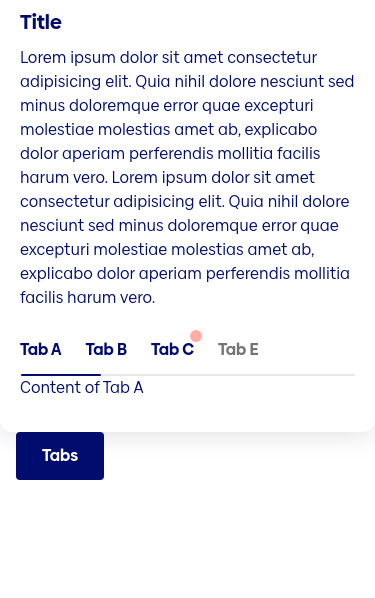 Title
Lorem ipsum dolor sit amet consectetur
adipisicing elit. Quia nihil dolore nesciunt sed
minus doloremque error quae excepturi
molestiae molestias amet ab, explicabo
dolor aperiam perferendis mollitia facilis
harum vero. Lorem ipsum dolor sit amet
consectetur adipisicing elit. Quia nihil dolore
nesciunt sed minus doloremque error quae
excepturi molestiae molestias amet ab,
explicabo dolor aperiam perferendis mollitia
facilis harum vero.
Tab A Tab B Tab C Tab E
Content of Tab A
Tabs